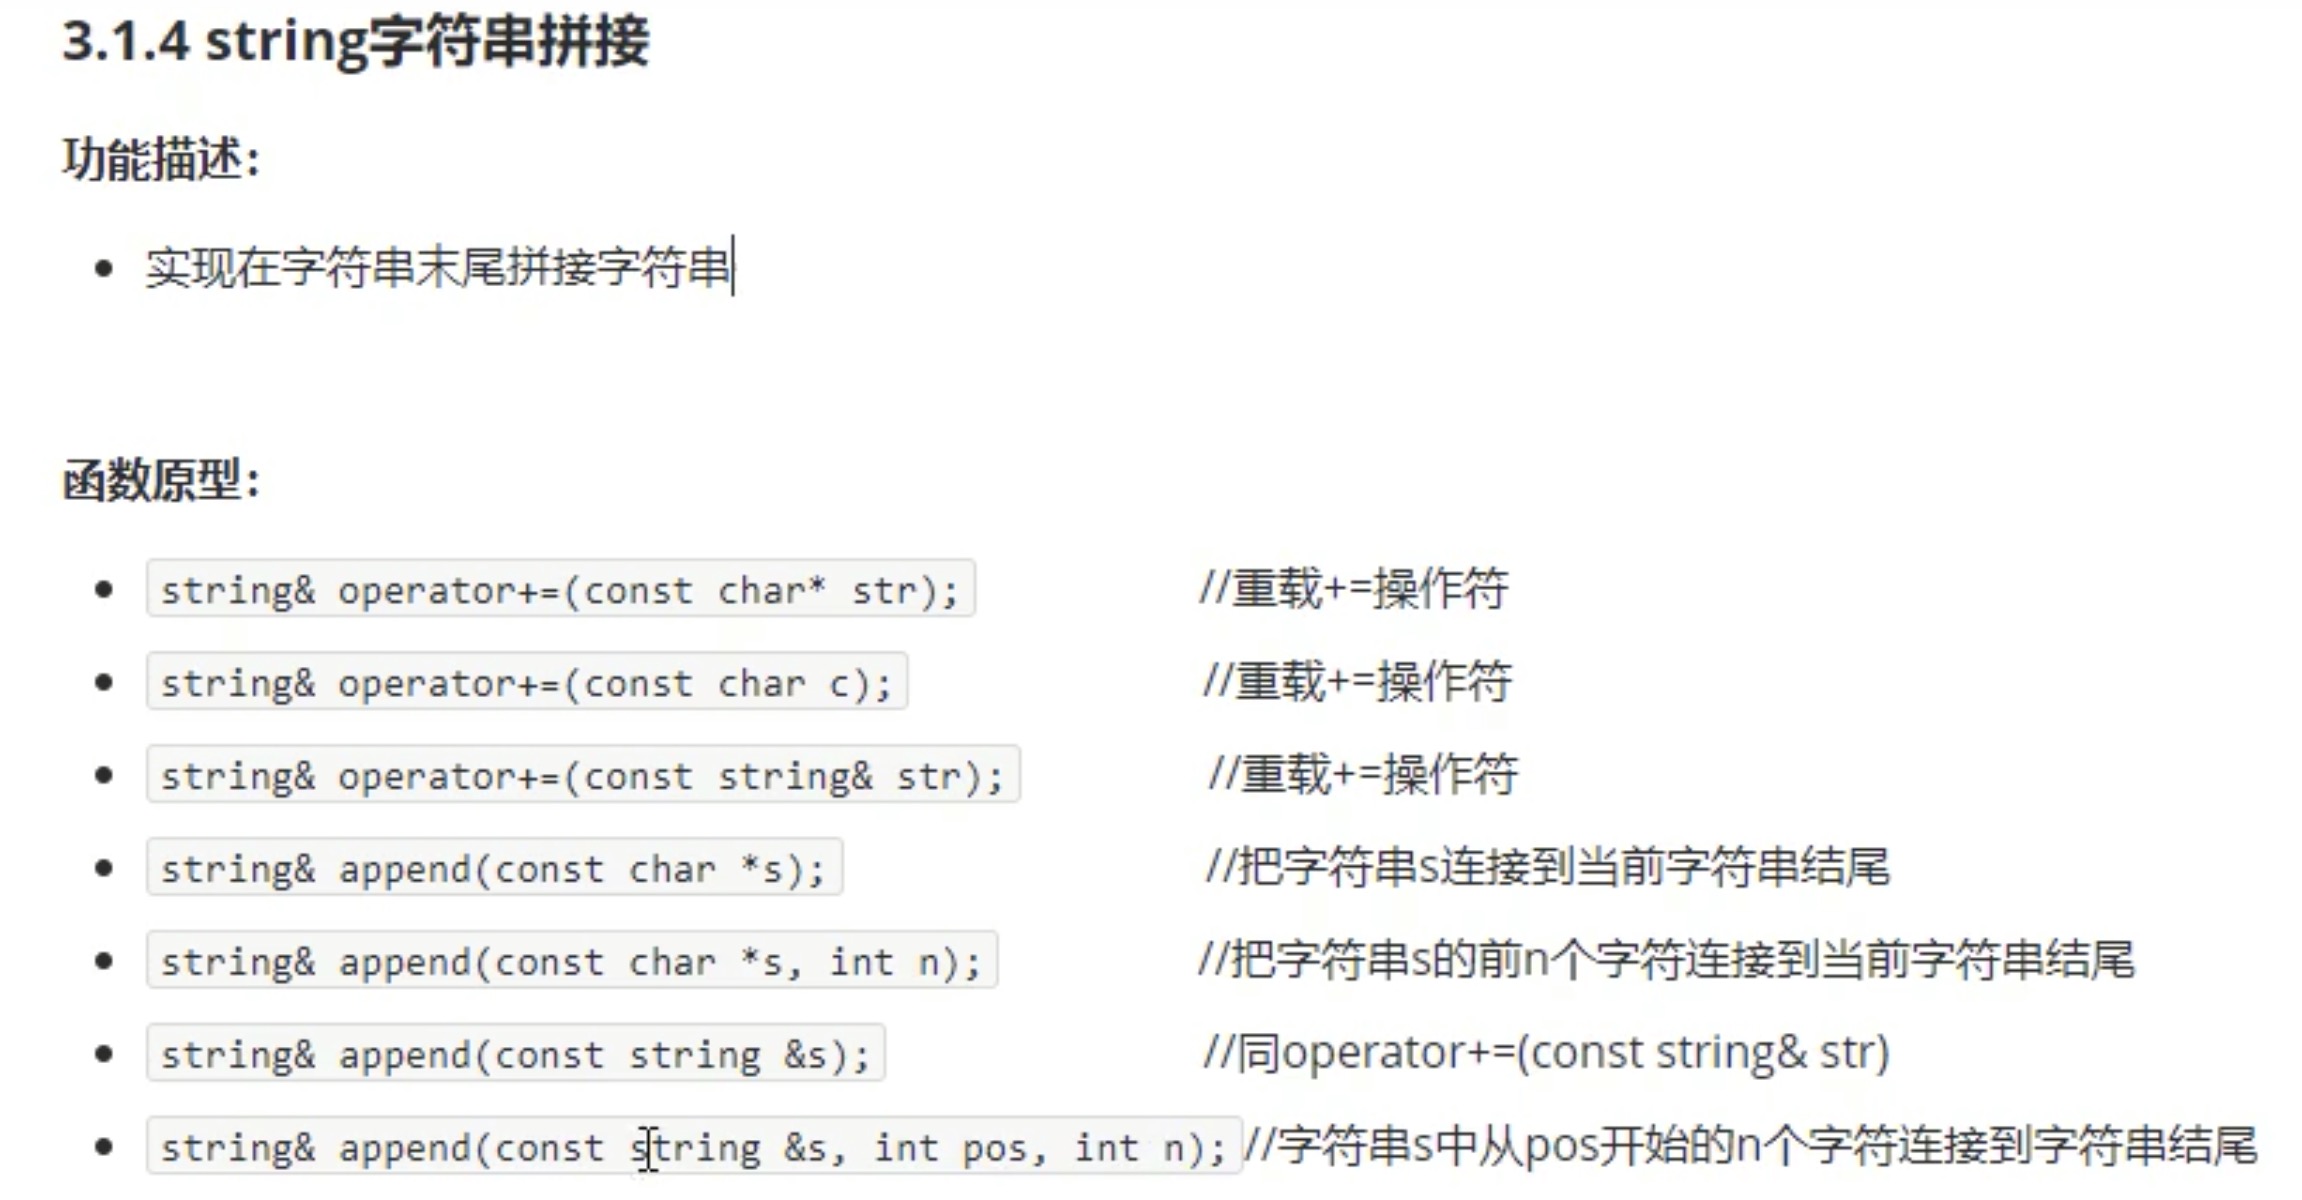 3.1.4 string字符串拼接
功能描述：
实现在字符串末尾拼接字符串
函数原型：
string& operator+=(const char* str); //重载+=操作符
string& operator+=(const char c); //重载+=操作符
string& operator+=(const string& str); //重载+=操作符
string& append(const char *s); //把字符串s连接到当前字符串结尾
string& append(const char *s, int n); //把字符串s的前n个字符连接到当前字符串结尾
string& append(const string &s); //同operator+=(const string& str)
string& append(const string &s, int pos, int n); //字符串s中从pos开始的n个字符连接到字符串结尾